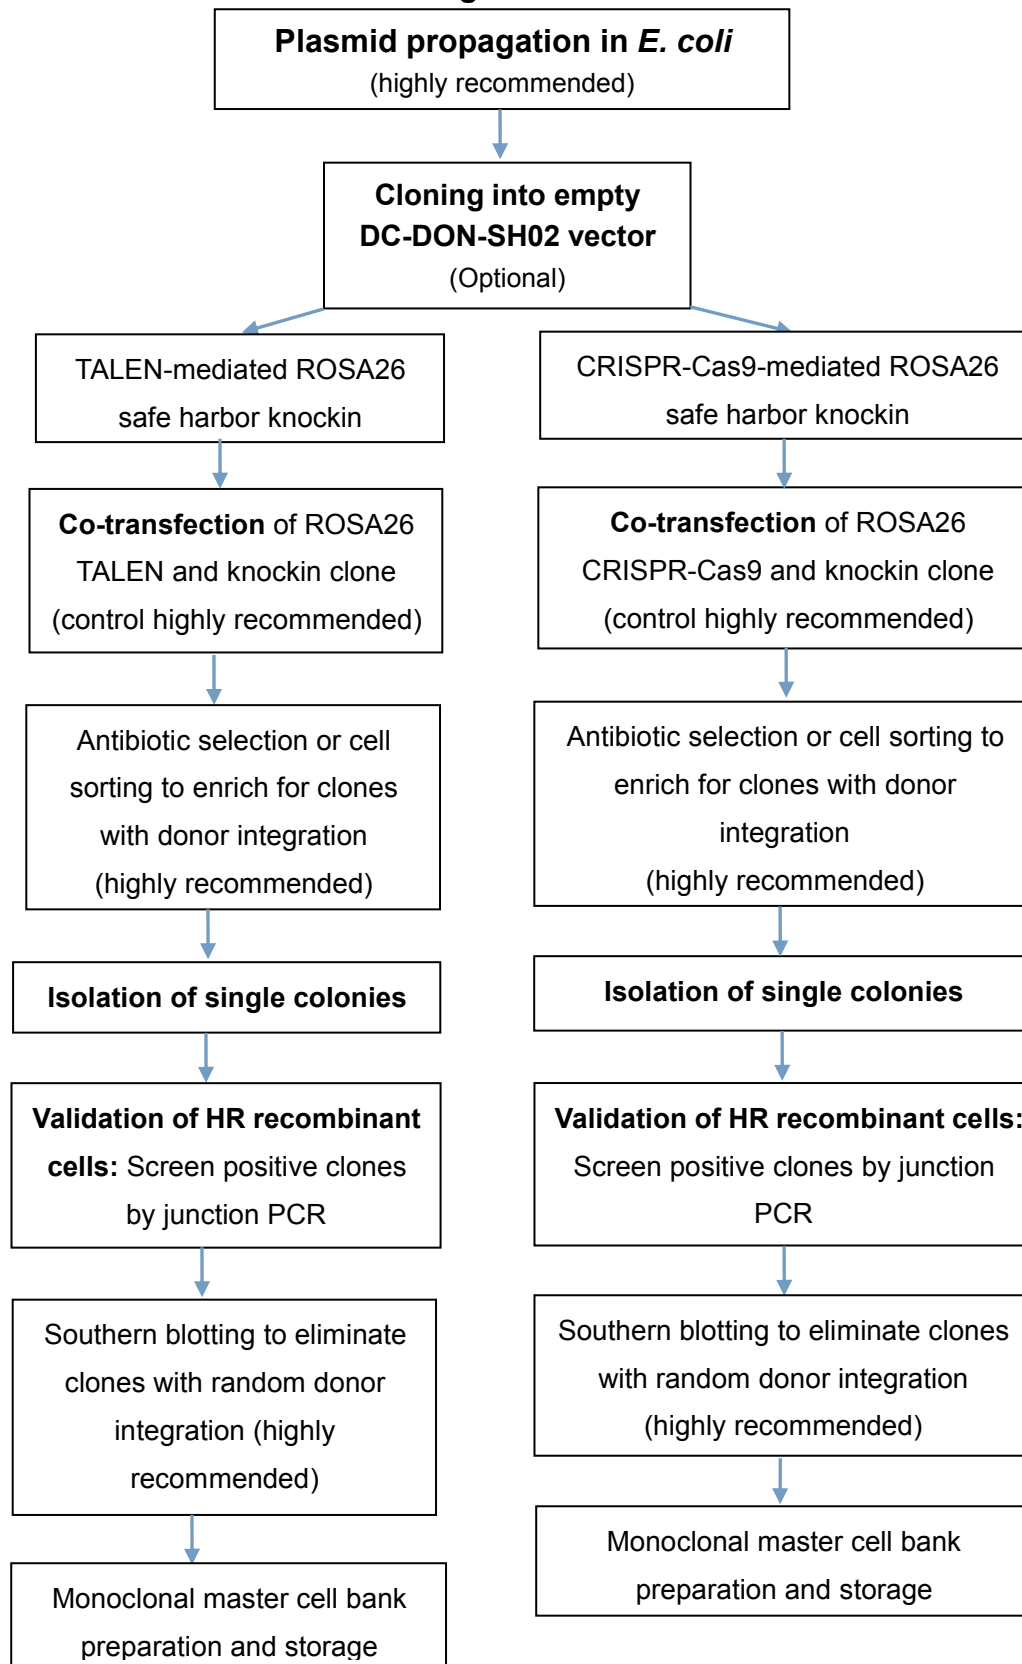 Plasmid propagation in E. coli
(highly recommended)
Cloning into empty
DC-DON-SH02 vector
(Optional)
TALEN-mediated ROSA26
safe harbor knockin
Co-transfection of ROSA26
TALEN and knockin clone
(control highly recommended)
Antibiotic selection or cell
sorting to enrich for clones
with donor integration
(highly recommended)
Isolation of single colonies
Validation of HR recombinant
cells: Screen positive clones
by junction PCR
Southern blotting to eliminate
clones with random donor
integration (highly
recommended)
Monoclonal master cell bank
preparation and storage
CRISPR-Cas9-mediated ROSA26
safe harbor knockin
Co-transfection of ROSA26
CRISPR-Cas9 and knockin clone
(control highly recommended)
Antibiotic selection or cell sorting to
enrich for clones with donor
integration
(highly recommended)
Isolation of single colonies
Validation of HR recombinant cells:
Screen positive clones by junction
PCR
Southern blotting to eliminate clones
with random donor integration
(highly recommended)
Monoclonal master cell bank
preparation and storage